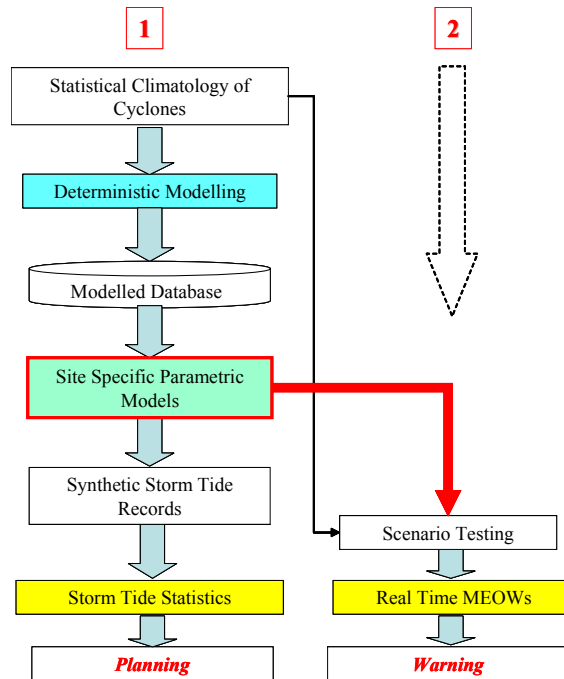 1
2
Statistical Climatology of
Cyclones
Deterministic Modelling
Modelled Database
Site Specific Parametric
Models
Synthetic Storm Tide
Records
Scenario Testing
Storm Tide Statistics
Real Time MEOWs
Planning
Warning